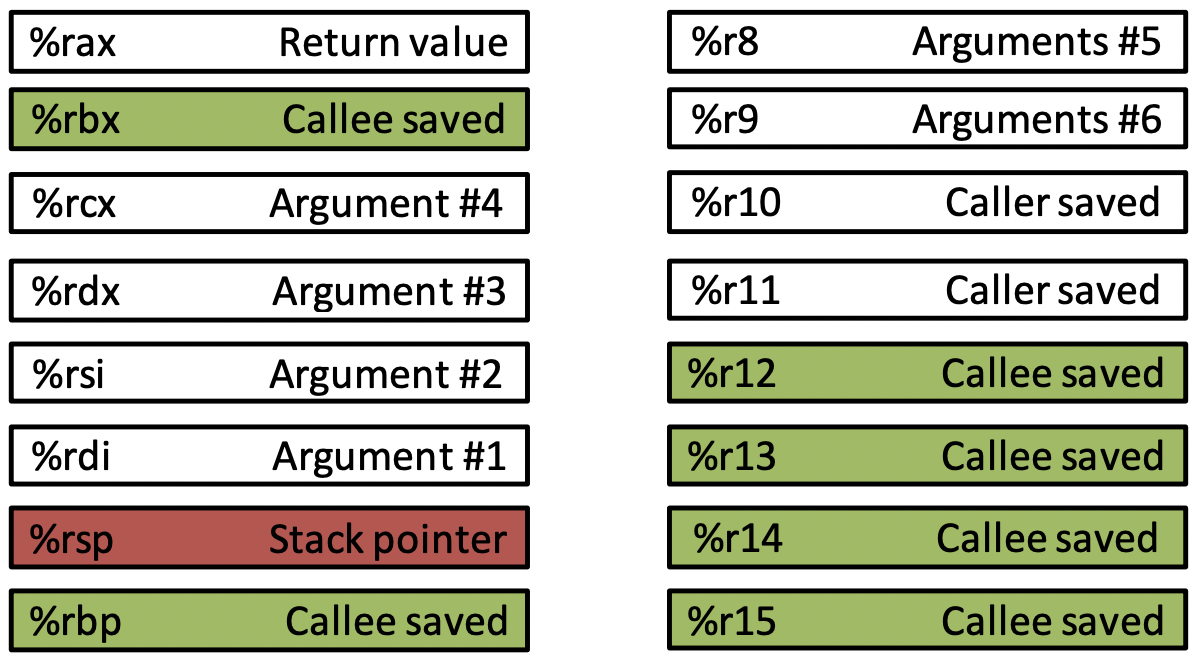 %rax Return value
%rbx Callee saved
%rcx Argument #4
%rdx Argument #3
%rsi Argument #2
%rdi Argument #1
%rsp Stack pointer
%rbp Callee saved
%r8 Arguments #5
%r9 Arguments #6
%r10 Caller saved
%r11 Caller saved
%r12 Callee saved
%r13 Callee saved
%r14 Callee saved
%r15 Callee saved